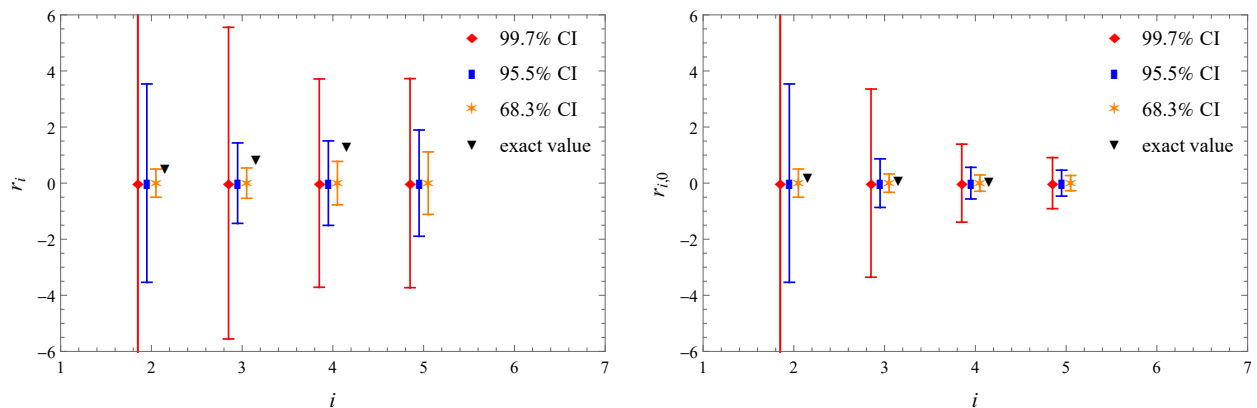 6
4
2
0
−2
−4
−6
r_i
99.7% CI
95.5% CI
68.3% CI
exact value
1 2 3 4 5 6 7
i
6
4
2
0
−2
−4
−6
r_{i,0}
99.7% CI
95.5% CI
68.3% CI
exact value
1 2 3 4 5 6 7
i